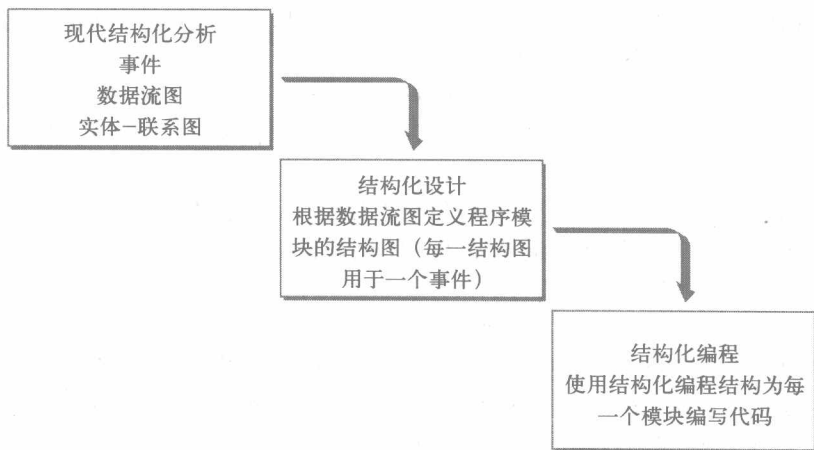 现代结构化分析
事件
数据流图
实体-联系图
结构化设计
根据数据流图定义程序模
块的结构图（每一结构图
用于一个事件）
结构化编程
使用结构化编程结构为每
一个模块编写代码